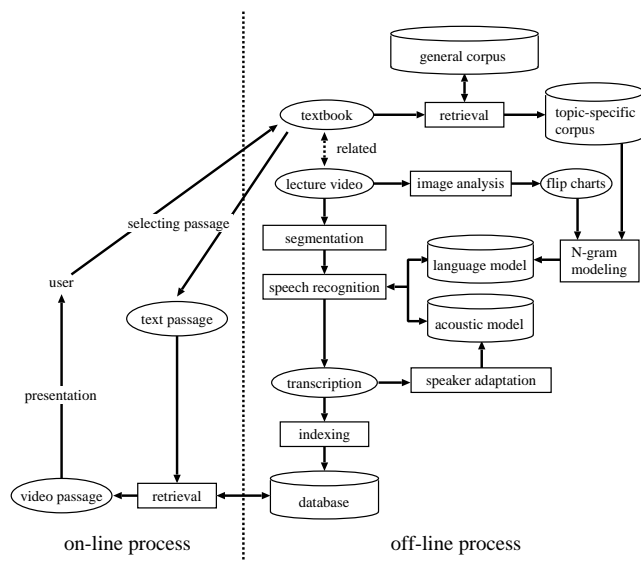 general corpus
textbook
retrieval
topic-specific
corpus
related
lecture video
image analysis
flip charts
selecting passage
segmentation
N-gram
modeling
language model
user
speech recognition
text passage
acoustic model
transcription
speaker adaptation
presentation
indexing
video passage
retrieval
database
on-line process
off-line process